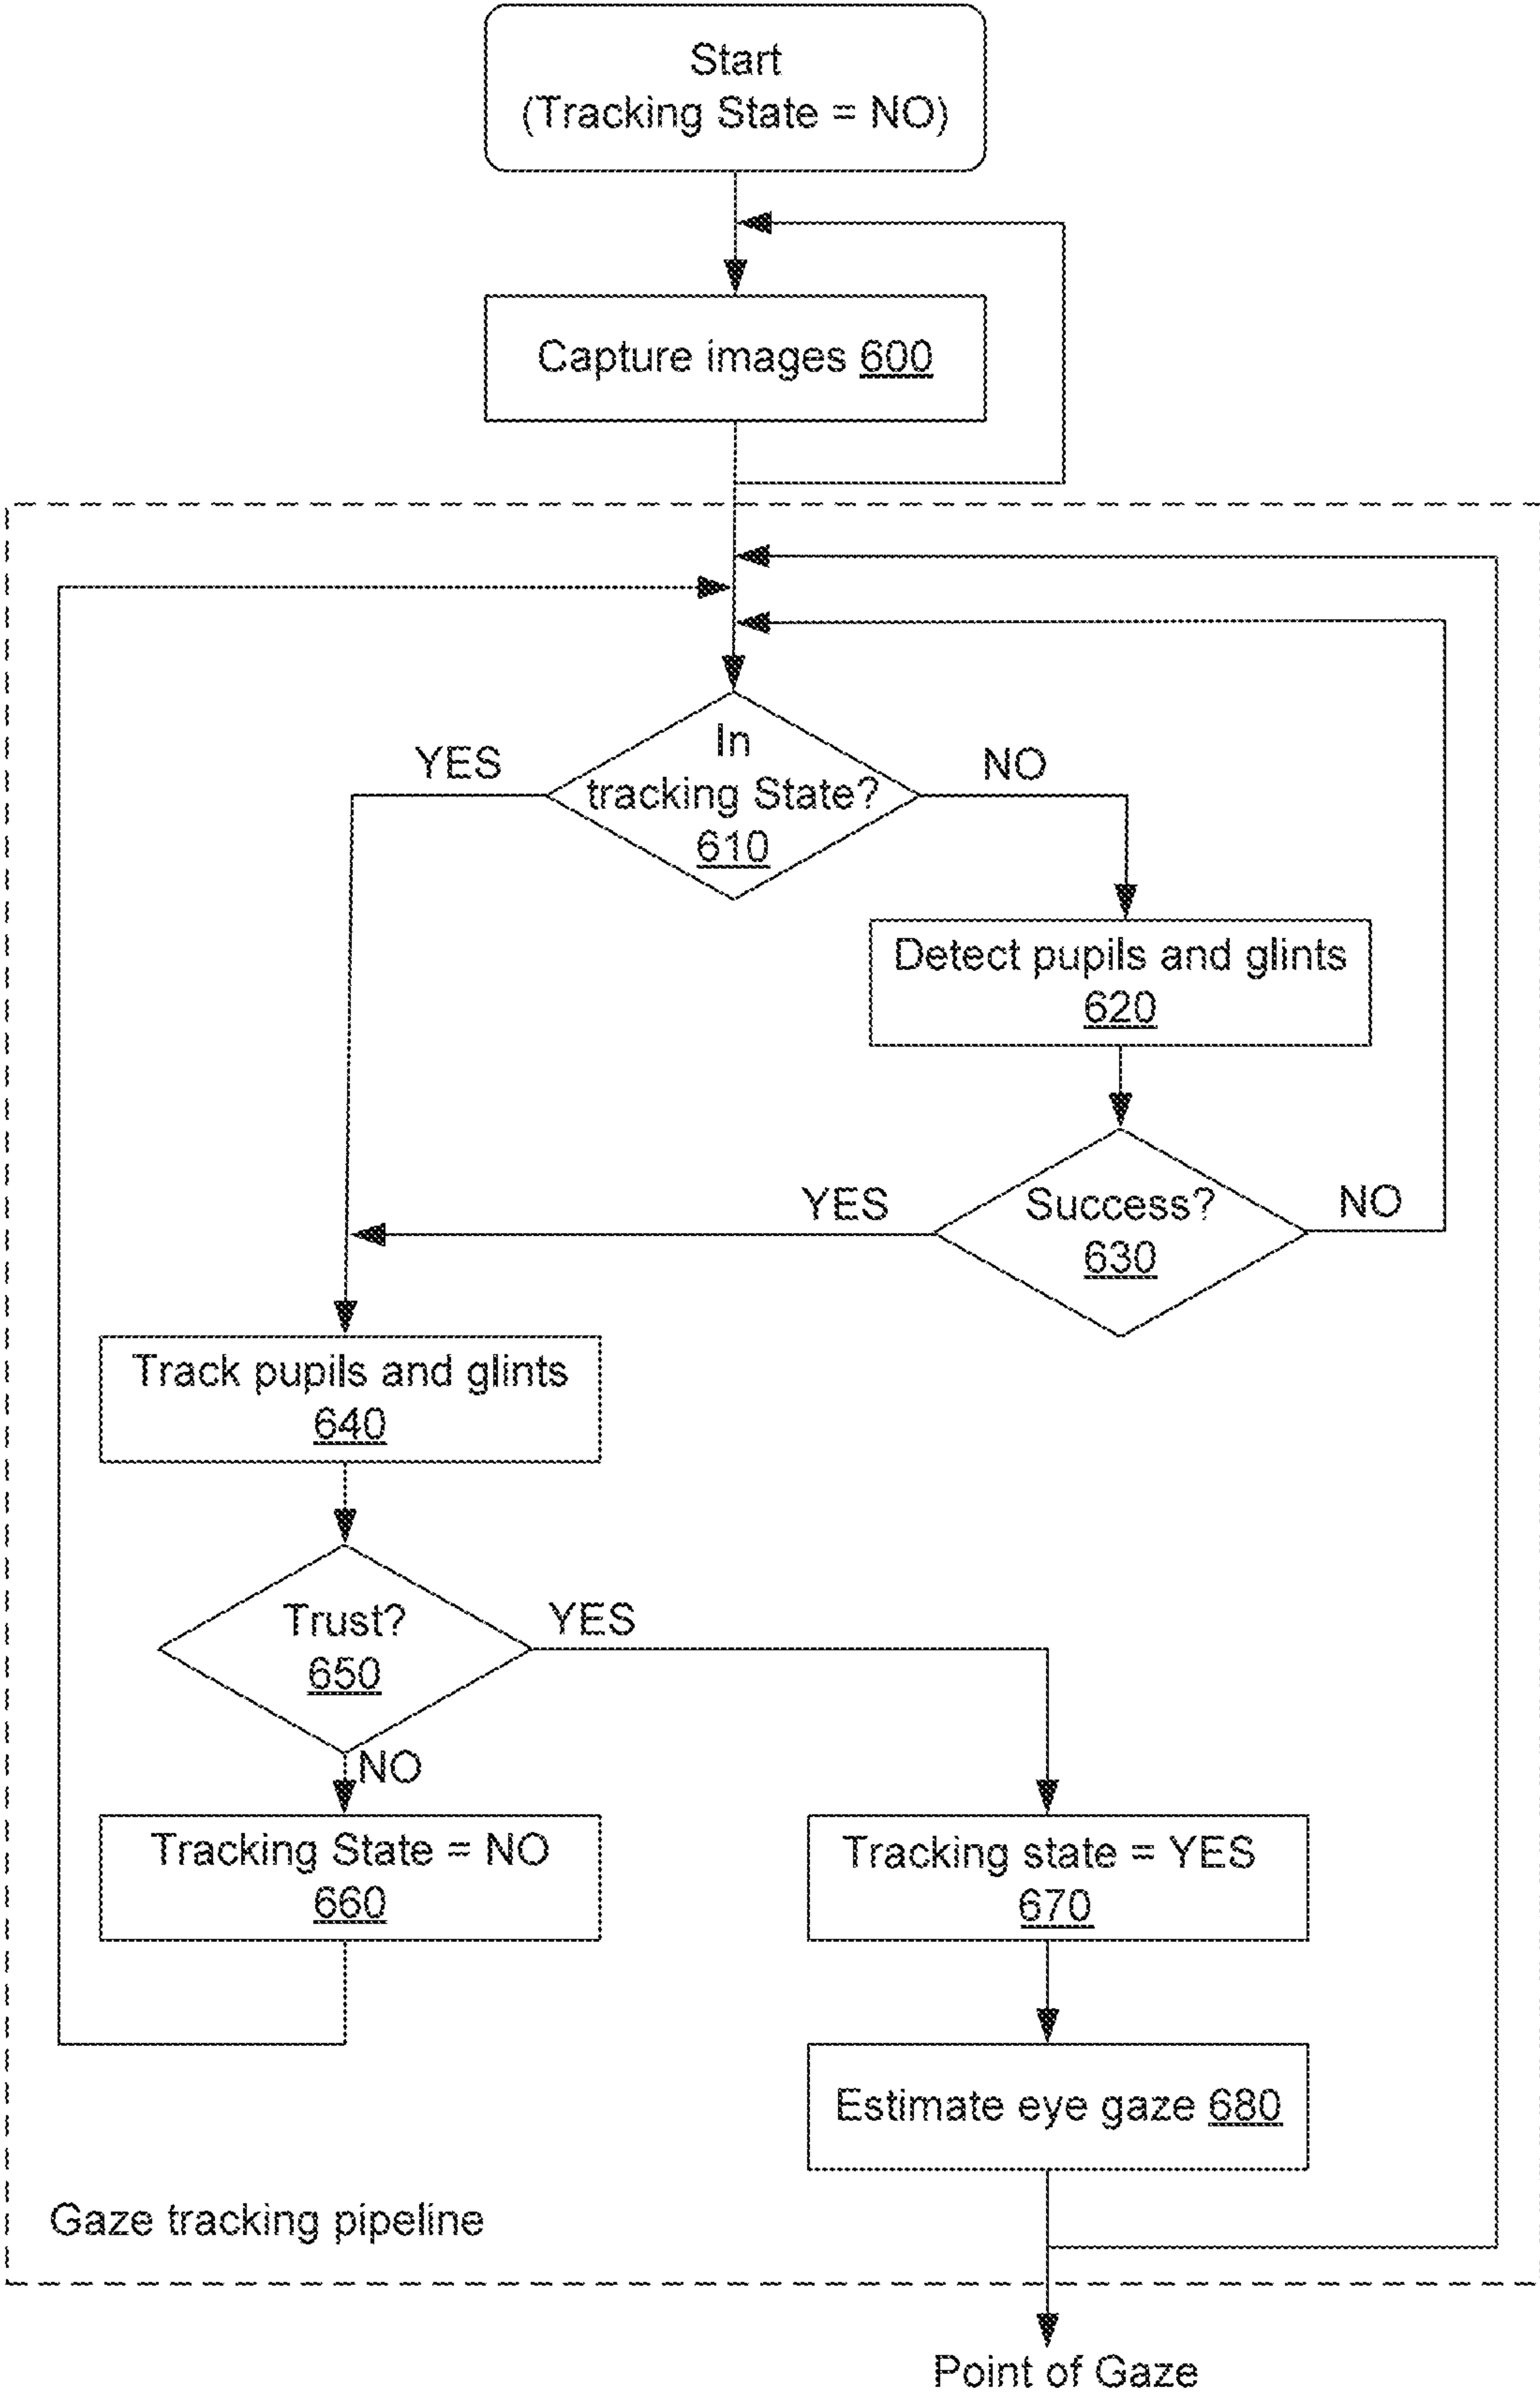 Start
(Tracking State = NO)
Capture images 600
In
tracking State?
610
YES
NO
Detect pupils and glints
620
Success?
630
YES
NO
Track pupils and glints
640
Trust?
650
YES
NO
Tracking State = NO
660
Tracking state = YES
670
Estimate eye gaze 680
Gaze tracking pipeline
Point of Gaze